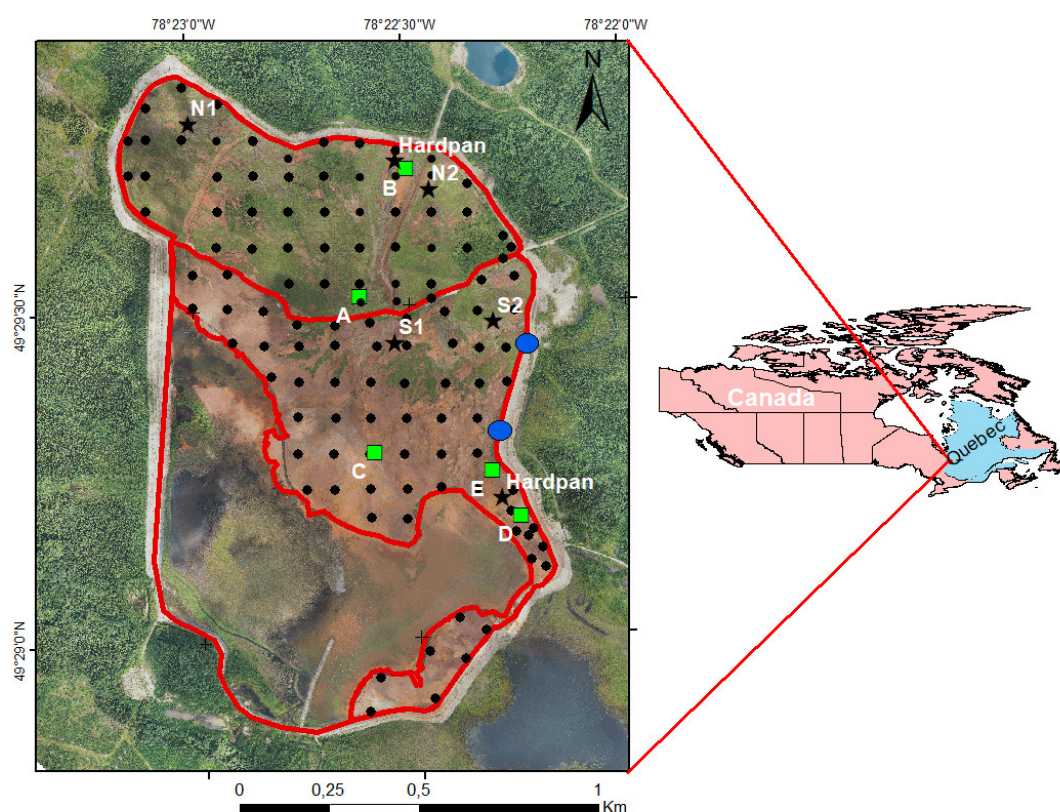 78°23'0"W 78°22'30"W 78°22'0"W
N
N1
Hardpan
B N2
49°29'30"N
A S1 S2
Canada
Quebec
C
E Hardpan
D
49°29'0"N
0 0,25 0,5 1
Km